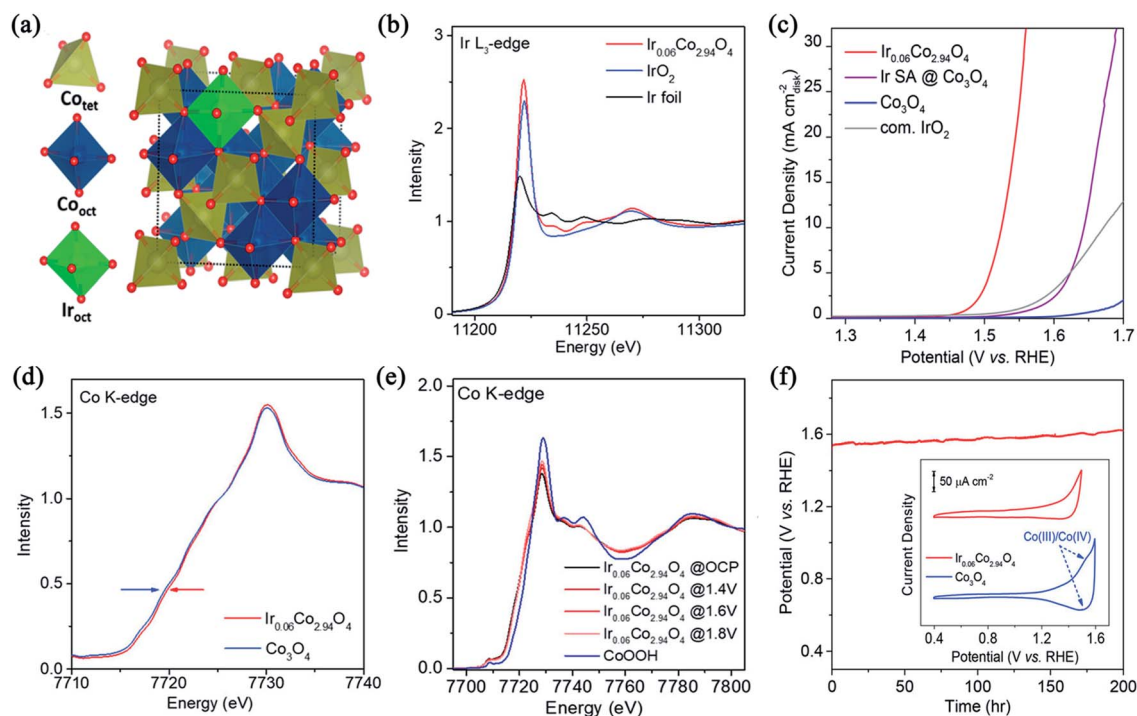 (a)
Co_tet
Co_oct
Ir_oct
(b)
Ir L₃-edge
Ir₀.₀₆Co₂.₉₄O₄
IrO₂
Ir foil
Intensity
3
2
1
0
11200 11250 11300
Energy (eV)
(c)
Ir₀.₀₆Co₂.₉₄O₄
Ir SA @ Co₃O₄
Co₃O₄
com. IrO₂
Current Density (mA cm⁻²_disk)
30
25
20
15
10
5
0
1.3 1.4 1.5 1.6 1.7
Potential (V vs. RHE)
(d)
Co K-edge
Intensity
1.5
1.0
0.5
0.0
Ir₀.₀₆Co₂.₉₄O₄
Co₃O₄
7710 7720 7730 7740
Energy (eV)
(e)
Co K-edge
Intensity
2.0
1.5
1.0
0.5
0.0
Ir₀.₀₆Co₂.₉₄O₄ @OCP
Ir₀.₀₆Co₂.₉₄O₄ @1.4V
Ir₀.₀₆Co₂.₉₄O₄ @1.6V
Ir₀.₀₆Co₂.₉₄O₄ @1.8V
CoOOH
7700 7720 7740 7760 7780 7800
Energy (eV)
(f)
Potential (V vs. RHE)
1.6
1.2
0.8
0.4
50 μA cm⁻²
Co(III)/Co(IV)
Ir₀.₀₆Co₂.₉₄O₄
Co₃O₄
Current Density
0.4 0.7 1.0 1.3 1.6
Potential (V vs. RHE)
0 50 100 150 200
Time (hr)